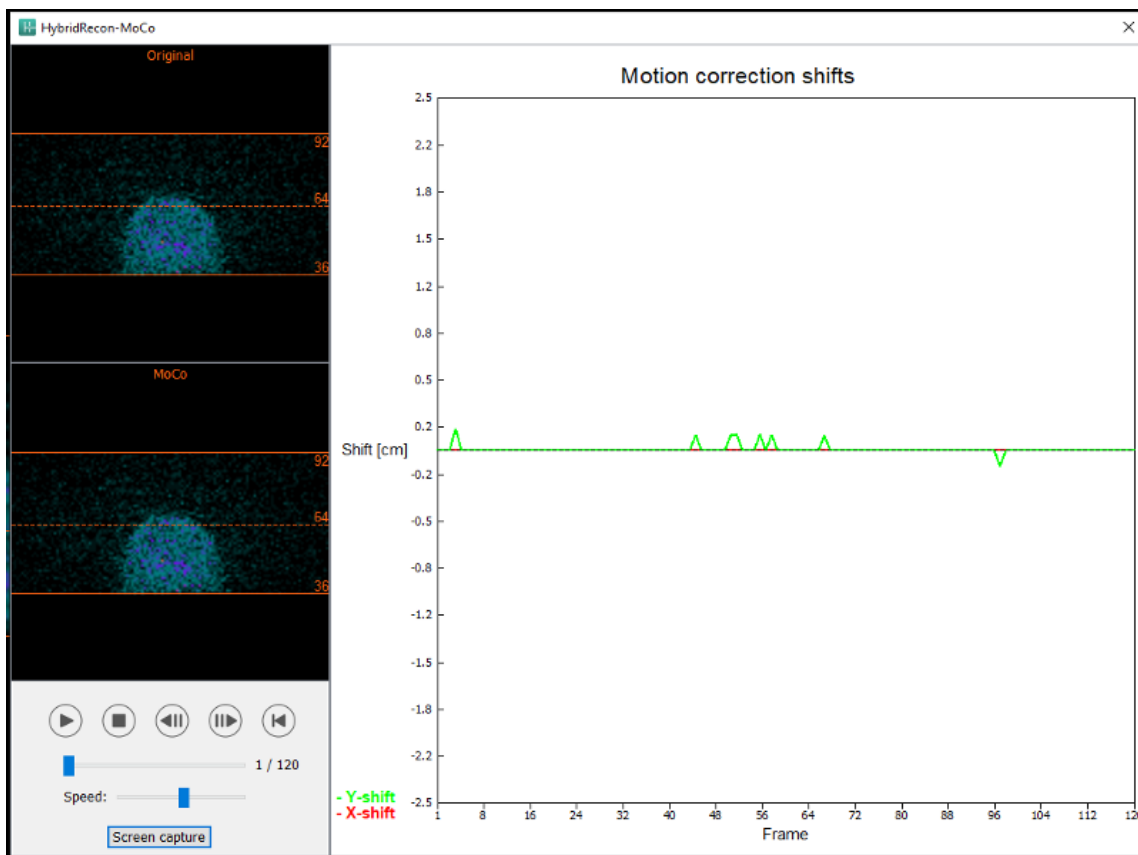 HybridRecon-MoCo
Original
92
64
36
MoCo
92
64
36
1 / 120
Speed:
Screen capture
Motion correction shifts
2.5
2.2
1.8
1.5
1.2
0.8
0.5
0.2
Shift [cm]
-0.2
-0.5
-0.8
-1.2
-1.5
-1.8
-2.2
-2.5
- Y-shift
- X-shift
1 8 16 24 32 40 48 56 64 72 80 88 96 104 112 120
Frame